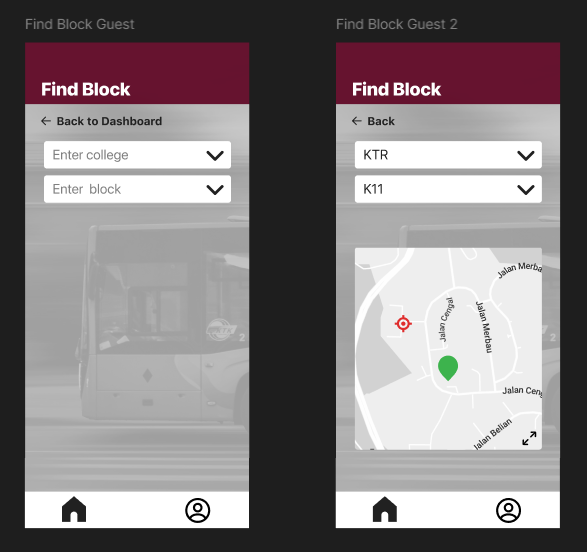 Find Block Guest
Find Block
← Back to Dashboard
Enter college
Enter block
Find Block Guest 2
Find Block
← Back
KTR
K11
Jalan Merba
Jalan Cengal
Jalan Merbau
Jalan Ceng
Jalan Belian